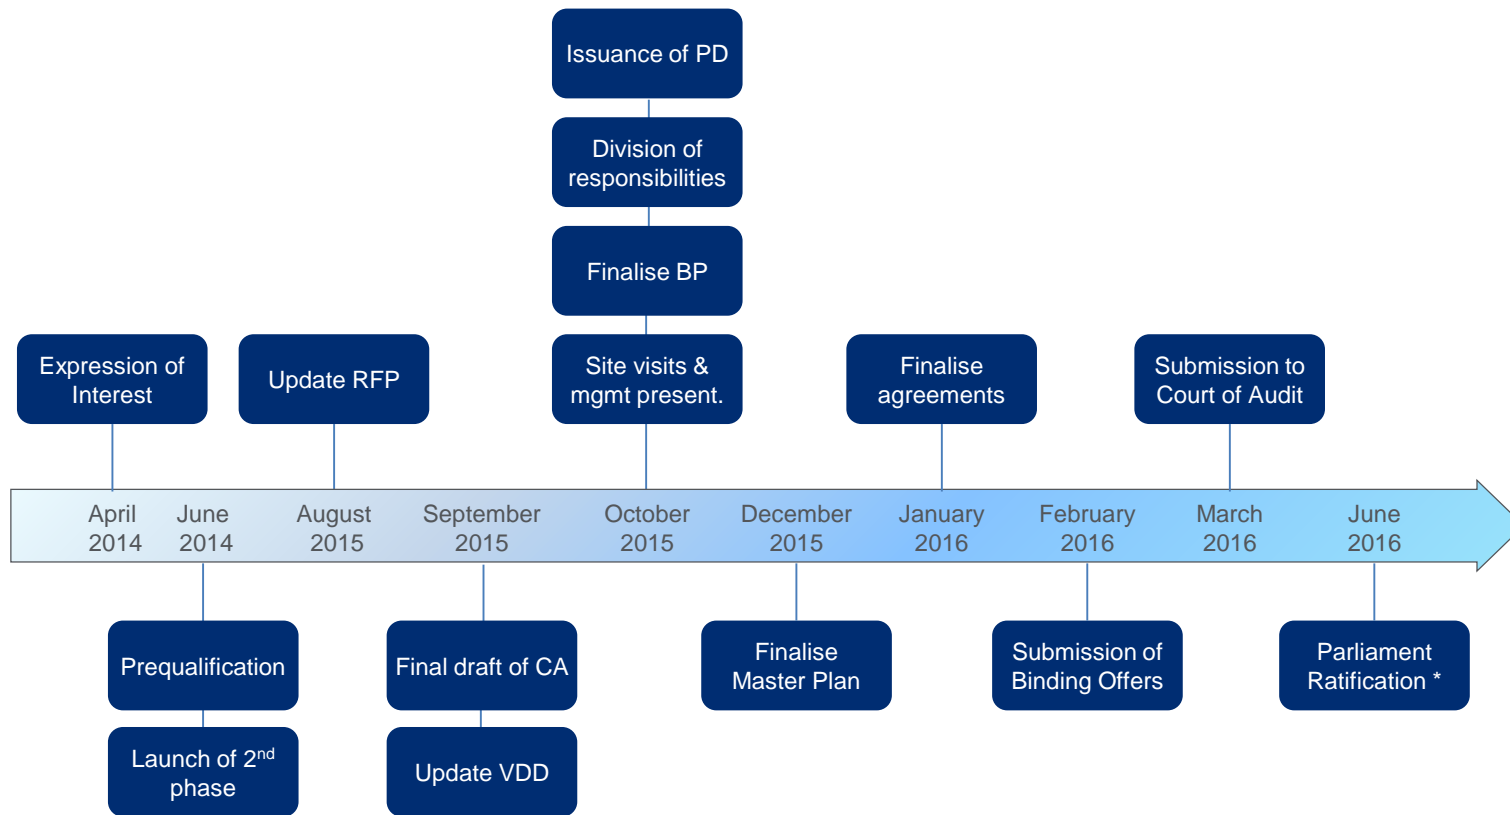 Issuance of PD
Division of
responsibilities
Finalise BP
Expression of
Interest
Update RFP
Site visits &
mgmt present.
Finalise
agreements
Submission to
Court of Audit
April
2014
June
2014
August
2015
September
2015
October
2015
December
2015
January
2016
February
2016
March
2016
June
2016
Prequalification
Launch of 2nd
phase
Final draft of CA
Update VDD
Finalise
Master Plan
Submission of
Binding Offers
Parliament
Ratification *